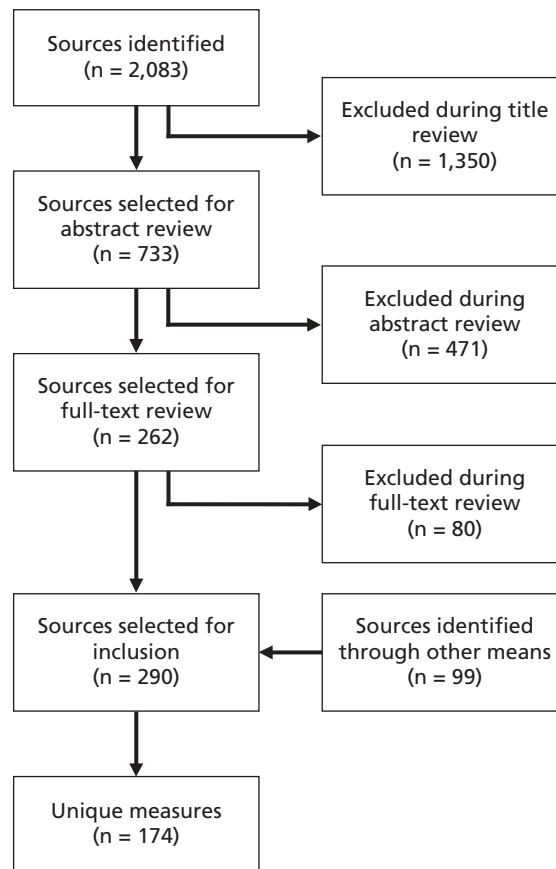 Sources identified
(n = 2,083)
Excluded during title
review
(n = 1,350)
Sources selected for
abstract review
(n = 733)
Excluded during
abstract review
(n = 471)
Sources selected for
full-text review
(n = 262)
Excluded during
full-text review
(n = 80)
Sources selected for
inclusion
(n = 290)
Sources identified
through other means
(n = 99)
Unique measures
(n = 174)